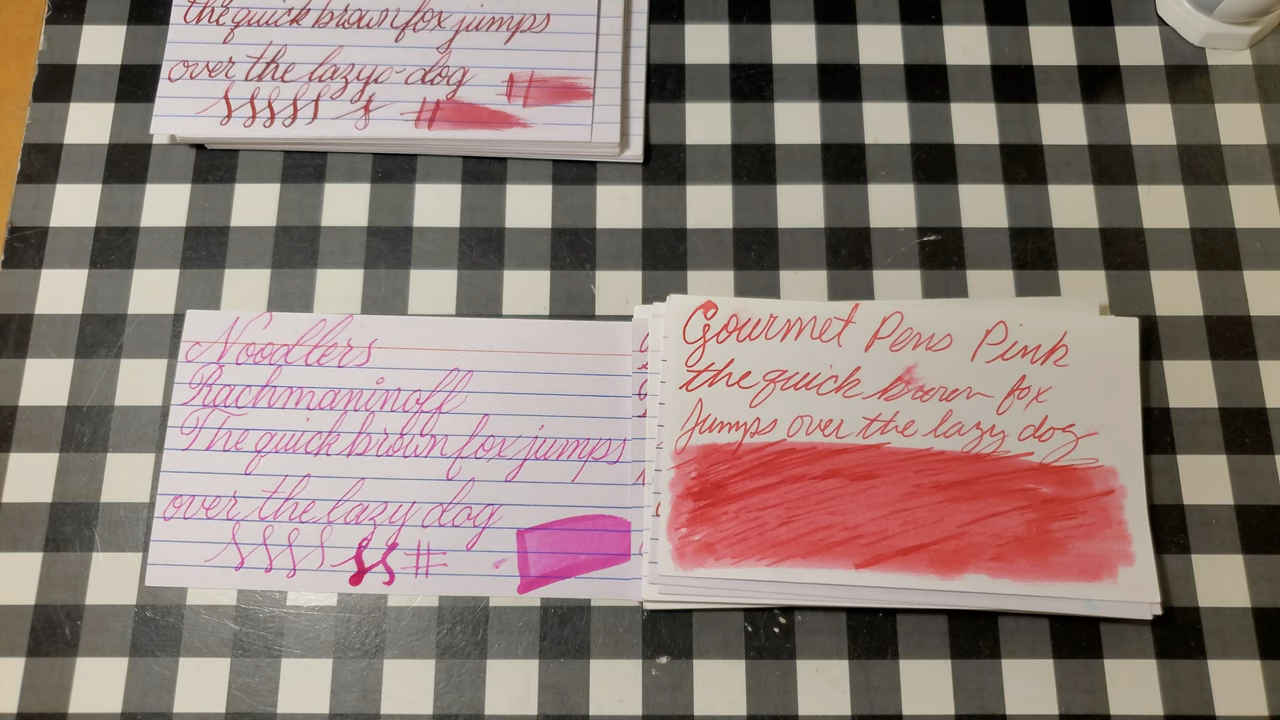 the quick brown fox jumps
over the lazy dog
Noodlers
Rachmaninoff
The quick brown fox jumps
over the lazy dog
Gourmet Pens Pink
the quick brown fox
Jumps over the lazy dog